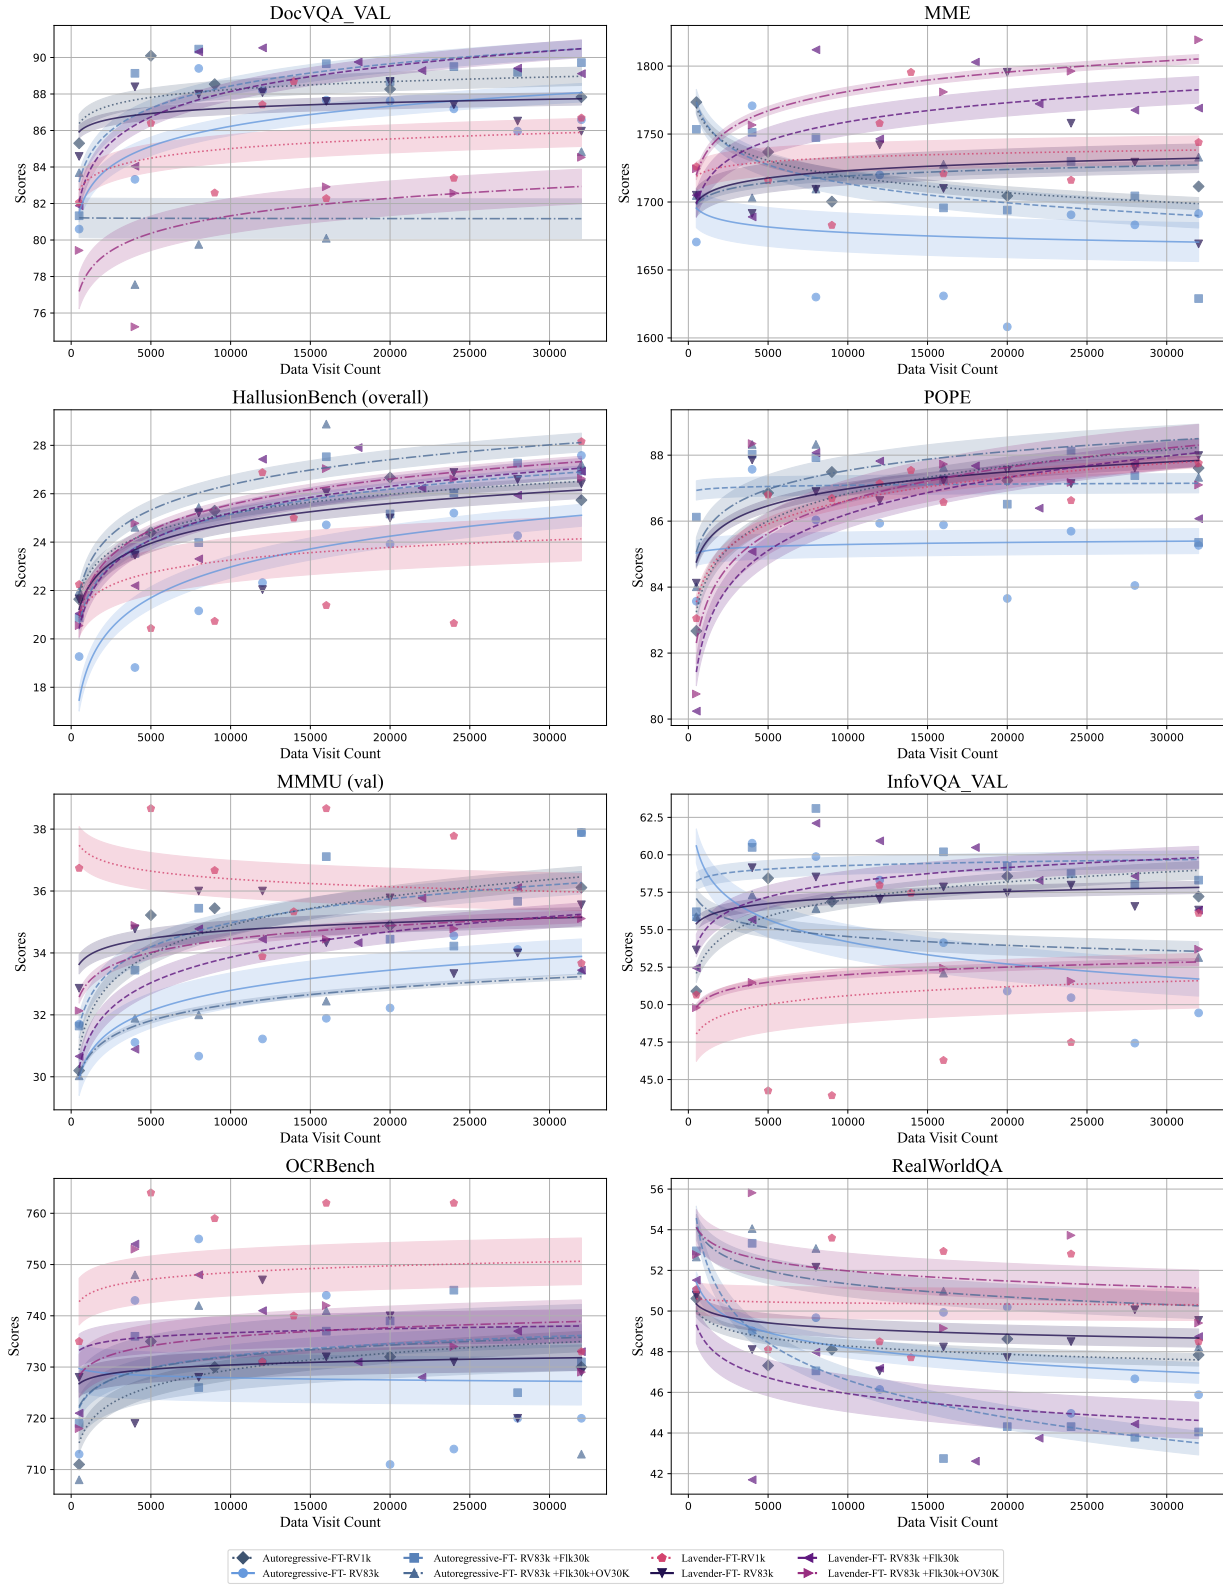 DocVQA_VAL
90
88
86
84
82
80
78
76
Scores
0 5000 10000 15000 20000 25000 30000
Data Visit Count
MME
1800
1750
1700
1650
1600
Scores
0 5000 10000 15000 20000 25000 30000
Data Visit Count
HallusionBench (overall)
28
26
24
22
20
18
Scores
0 5000 10000 15000 20000 25000 30000
Data Visit Count
POPE
88
86
84
82
80
Scores
0 5000 10000 15000 20000 25000 30000
Data Visit Count
MMMU (val)
38
36
34
32
30
Scores
0 5000 10000 15000 20000 25000 30000
Data Visit Count
InfoVQA_VAL
62.5
60.0
57.5
55.0
52.5
50.0
47.5
45.0
Scores
0 5000 10000 15000 20000 25000 30000
Data Visit Count
OCRBench
760
750
740
730
720
710
Scores
0 5000 10000 15000 20000 25000 30000
Data Visit Count
RealWorldQA
56
54
52
50
48
46
44
42
Scores
0 5000 10000 15000 20000 25000 30000
Data Visit Count
Autoregressive-FT-RV1k
Autoregressive-FT- RV83k
Autoregressive-FT- RV83k +Flk30k
Autoregressive-FT- RV83k +Flk30k+OV30K
Lavender-FT-RV1k
Lavender-FT- RV83k
Lavender-FT- RV83k +Flk30k
Lavender-FT- RV83k +Flk30k+OV30K